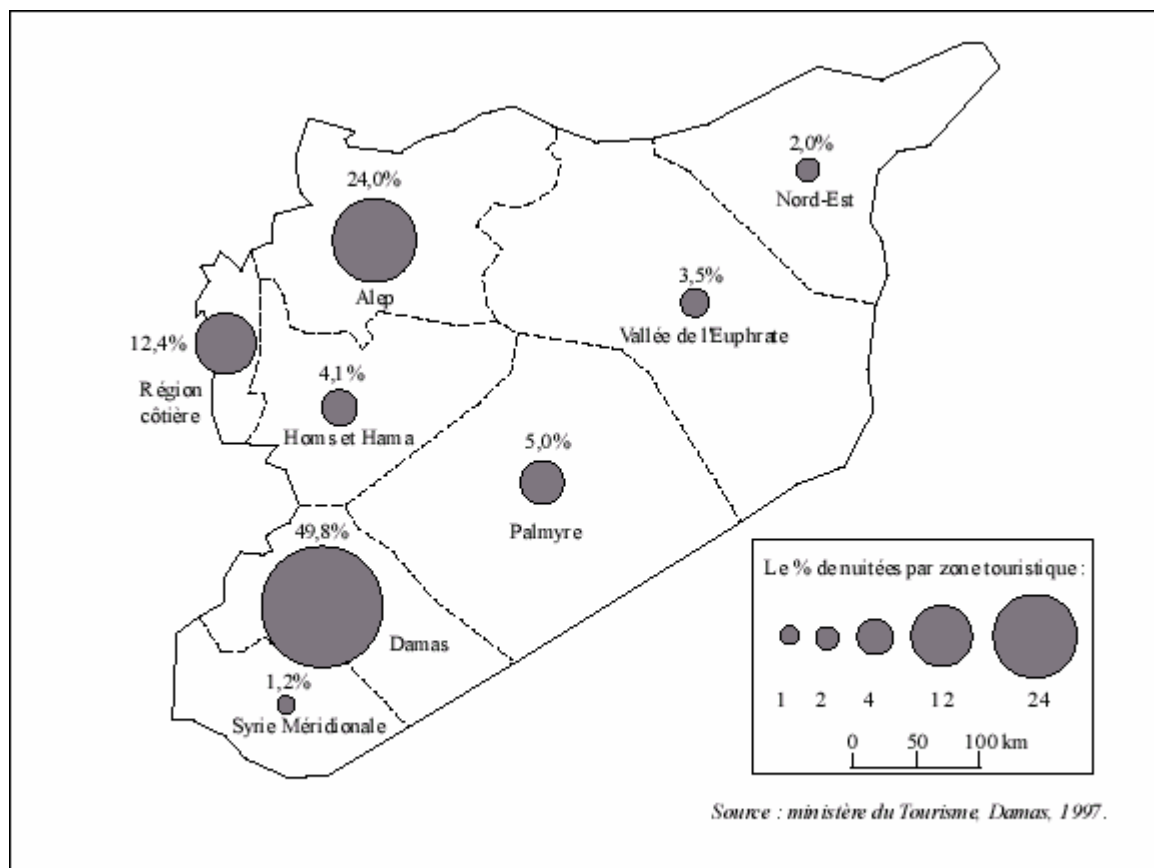 2,0%
Nord-Est
24,0%
Alep
3,5%
Vallée de l'Euphrate
12,4%
Région
côtière
4,1%
Homs et Hama
5,0%
Palmyre
49,8%
Damas
1,2%
Syrie Méridionale
Le % de nuitées par zone touristique :
1 2 4 12 24
0 50 100 km
Source : ministère du Tourisme, Damas, 1997.